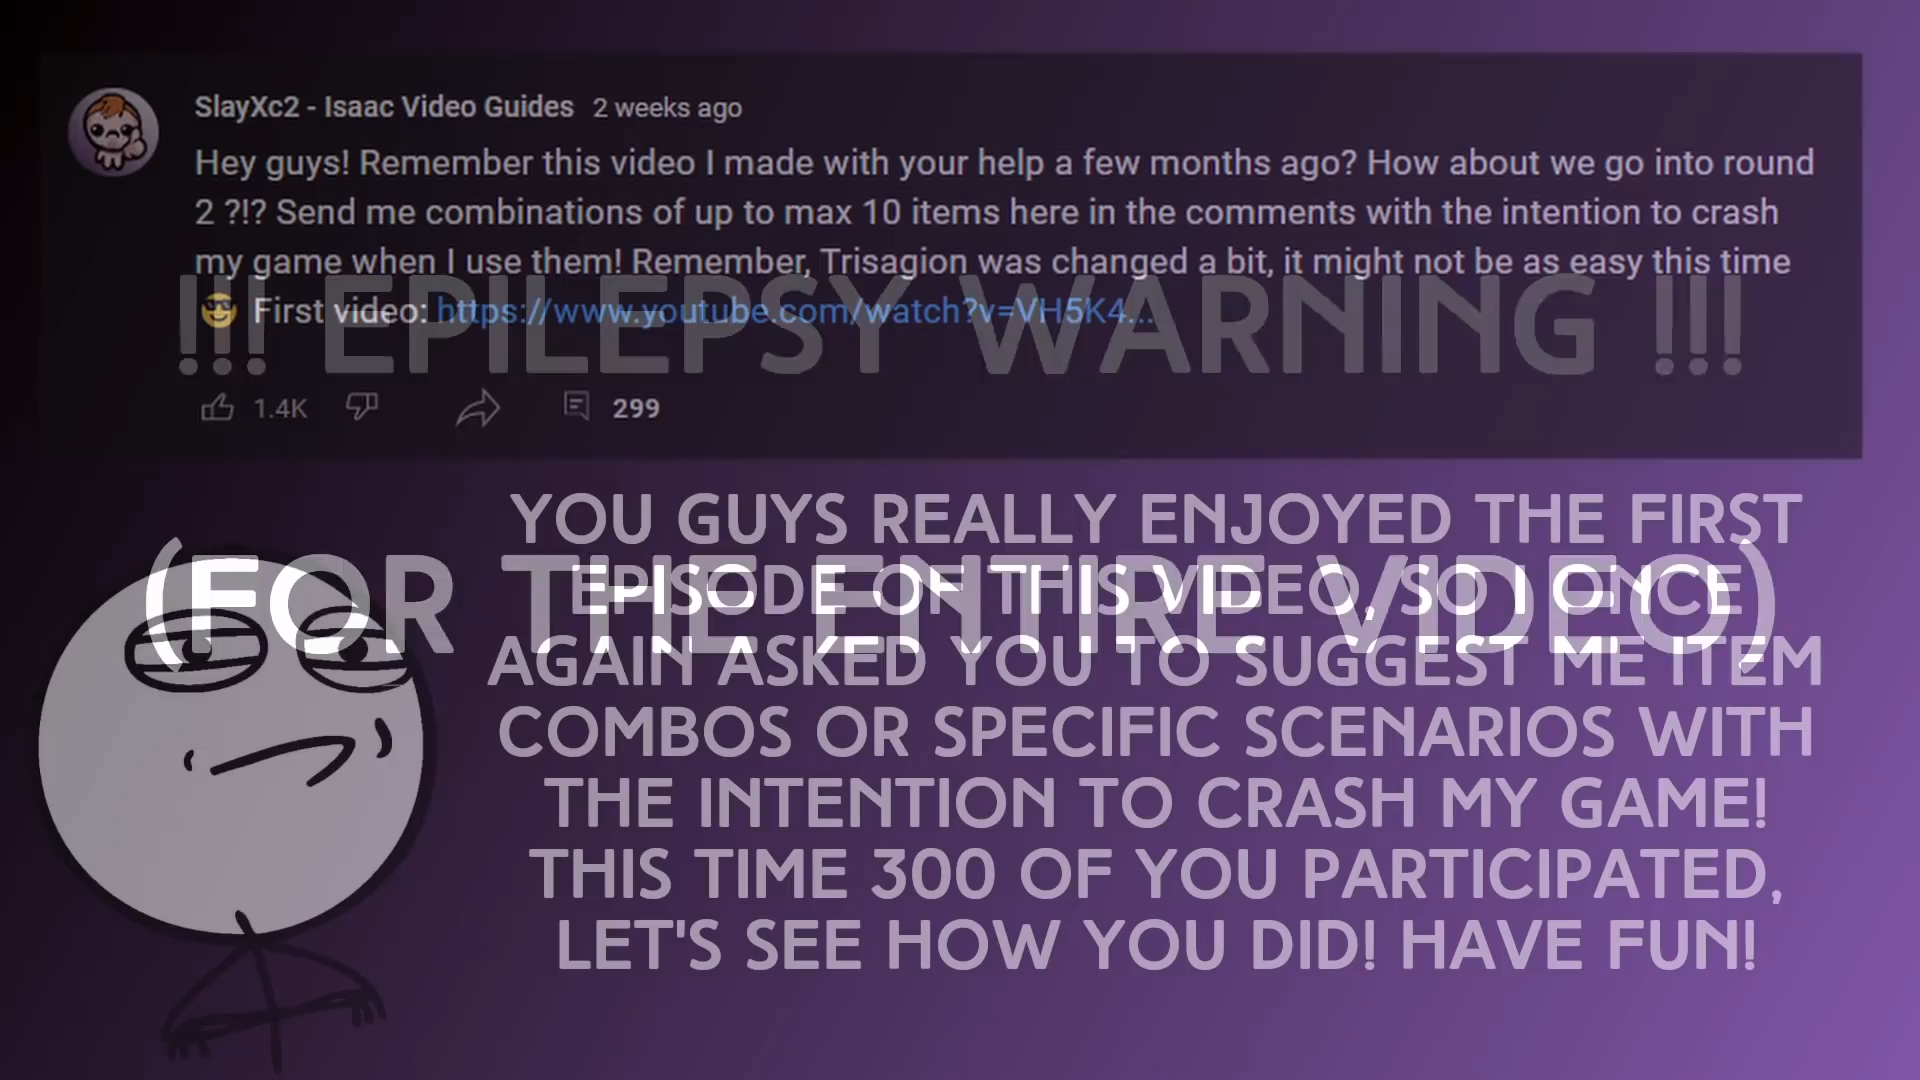 SlayXc2 - Isaac Video Guides 2 weeks ago
Hey guys! Remember this video I made with your help a few months ago? How about we go into round
2 ?!? Send me combinations of up to max 10 items here in the comments with the intention to crash
my game when I use them! Remember, Trisagion was changed a bit, it might not be as easy this time
😎 First video: https://www.youtube.com/watch?v=VH5K4...
!!! EPILEPSY WARNING !!!
1.4K 299
YOU GUYS REALLY ENJOYED THE FIRST
(FOR THE ENTIRE VIDEO)
EPISODE OF THIS VIDEO, SO I ONCE
AGAIN ASKED YOU TO SUGGEST ME ITEM
COMBOS OR SPECIFIC SCENARIOS WITH
THE INTENTION TO CRASH MY GAME!
THIS TIME 300 OF YOU PARTICIPATED,
LET'S SEE HOW YOU DID! HAVE FUN!